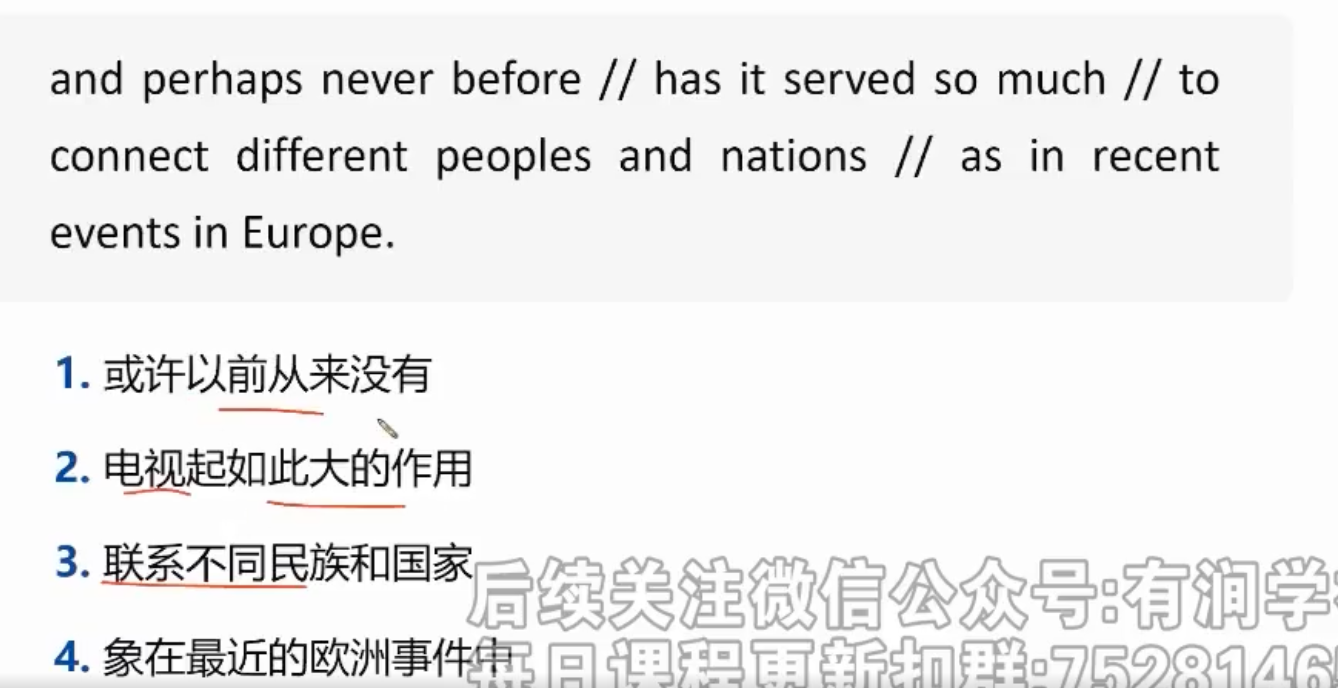 and perhaps never before // has it served so much // to
connect different peoples and nations // as in recent
events in Europe.
1. 或许以前从来没有
2. 电视起如此大的作用
3. 联系不同民族和国家
后续关注微信公众号:有润学
4. 象在最近的欧洲事件中
每日课程更新扣群:7528146